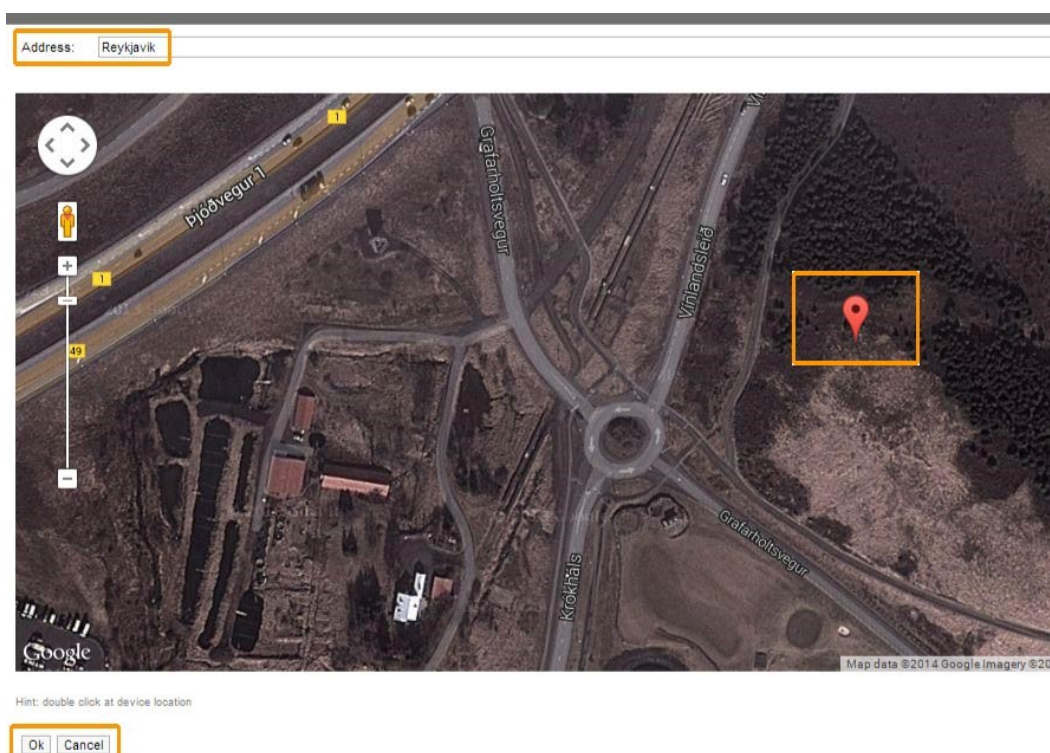 Address: Reykjavik
1
Þjóðvegur 1
Grafarholtsvegur
Vínlandsleið
1
49
Grafarholtsvegur
Krókháls
Google
Map data ©2014 Google Imagery ©20
Hint: double click at device location
Ok Cancel